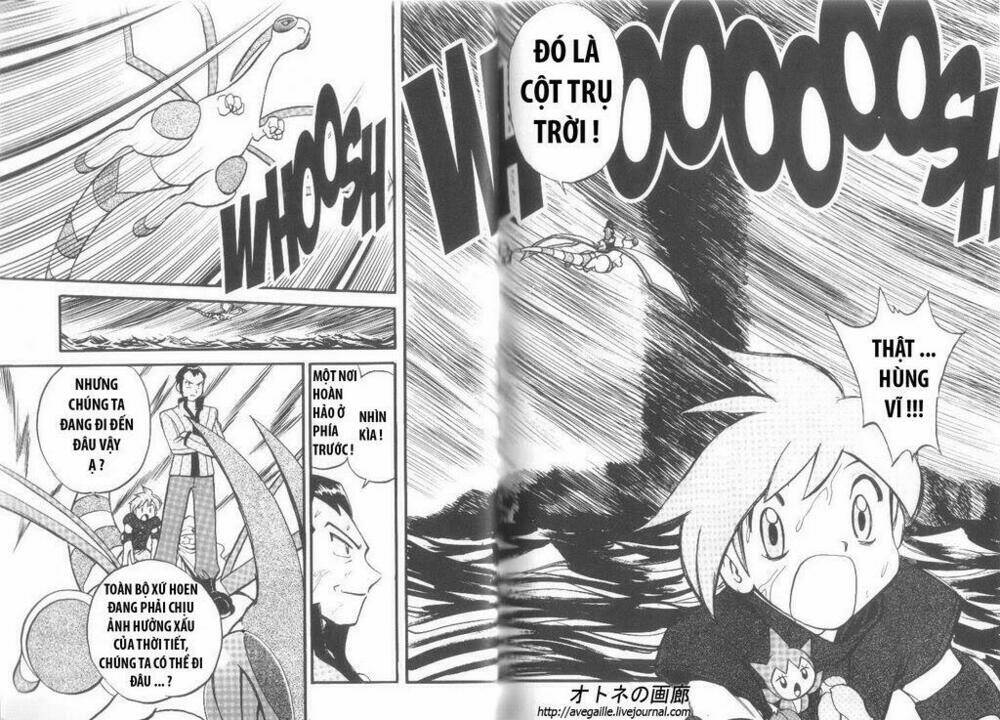 WHOOSH
NHƯNG
CHÚNG TA
ĐANG ĐI ĐẾN
ĐÂU VẬY
Ạ ?
TOÀN BỘ XỨ HOEN
ĐANG PHẢI CHỊU
ẢNH HƯỞNG XẤU
CỦA THỜI TIẾT,
CHÚNG TA CÓ THỂ ĐI
ĐÂU ... ?
NHÌN
KÌA !
MỘT NƠI
HOÀN
HẢO Ở
PHÍA
TRƯỚC !
ĐÓ LÀ
CỘT TRỤ
TRỜI !
WHOOOOOOSH
THẬT ...
HÙNG
VĨ !!!
オトネの画廊
http://avegaille.livejournal.com